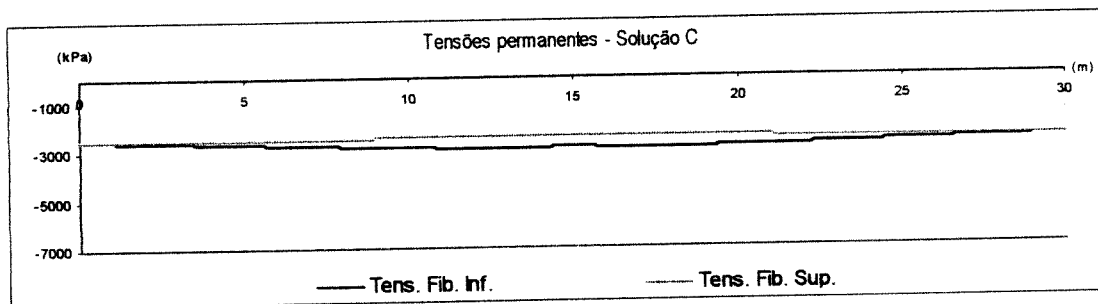 Tensões permanentes - Solução C
(kPa)
(m)
0 5 10 15 20 25 30
-1000
-3000
-5000
-7000
Tens. Fib. Inf. Tens. Fib. Sup.